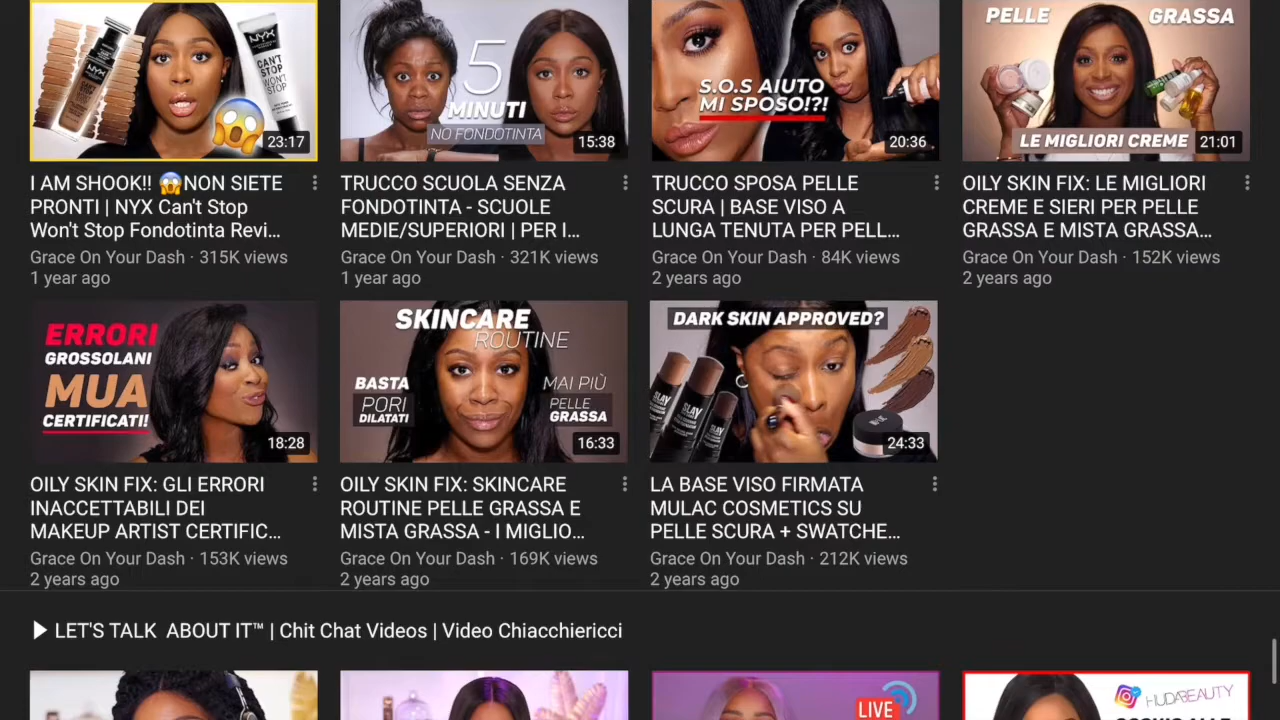 PELLE GRASSA
NYX
NYX
CAN'T
STOP
WON'T
STOP
23:17
5
MINUTI
NO FONDOTINTA
15:38
S.O.S AIUTO
MI SPOSO!?!
20:36
LE MIGLIORI CREME
21:01
I AM SHOOK!! 😱NON SIETE
PRONTI | NYX Can't Stop
Won't Stop Fondotinta Revi...
Grace On Your Dash · 315K views
1 year ago
TRUCCO SCUOLA SENZA
FONDOTINTA - SCUOLE
MEDIE/SUPERIORI | PER I...
Grace On Your Dash · 321K views
1 year ago
TRUCCO SPOSA PELLE
SCURA | BASE VISO A
LUNGA TENUTA PER PELL...
Grace On Your Dash · 84K views
2 years ago
OILY SKIN FIX: LE MIGLIORI
CREME E SIERI PER PELLE
GRASSA E MISTA GRASSA...
Grace On Your Dash · 152K views
2 years ago
ERRORI
GROSSOLANI
MUA
CERTIFICATI!
18:28
SKINCARE
ROUTINE
BASTA
PORI
DILATATI
MAI PIÙ
PELLE
GRASSA
16:33
DARK SKIN APPROVED?
SLAY
SLAY
SLAY
24:33
OILY SKIN FIX: GLI ERRORI
INACCETTABILI DEI
MAKEUP ARTIST CERTIFIC...
Grace On Your Dash · 153K views
2 years ago
OILY SKIN FIX: SKINCARE
ROUTINE PELLE GRASSA E
MISTA GRASSA - I MIGLIO...
Grace On Your Dash · 169K views
2 years ago
LA BASE VISO FIRMATA
MULAC COSMETICS SU
PELLE SCURA + SWATCHE...
Grace On Your Dash · 212K views
2 years ago
LET'S TALK ABOUT IT™ | Chit Chat Videos | Video Chiacchiericci
LIVE
HUDABEAUTY